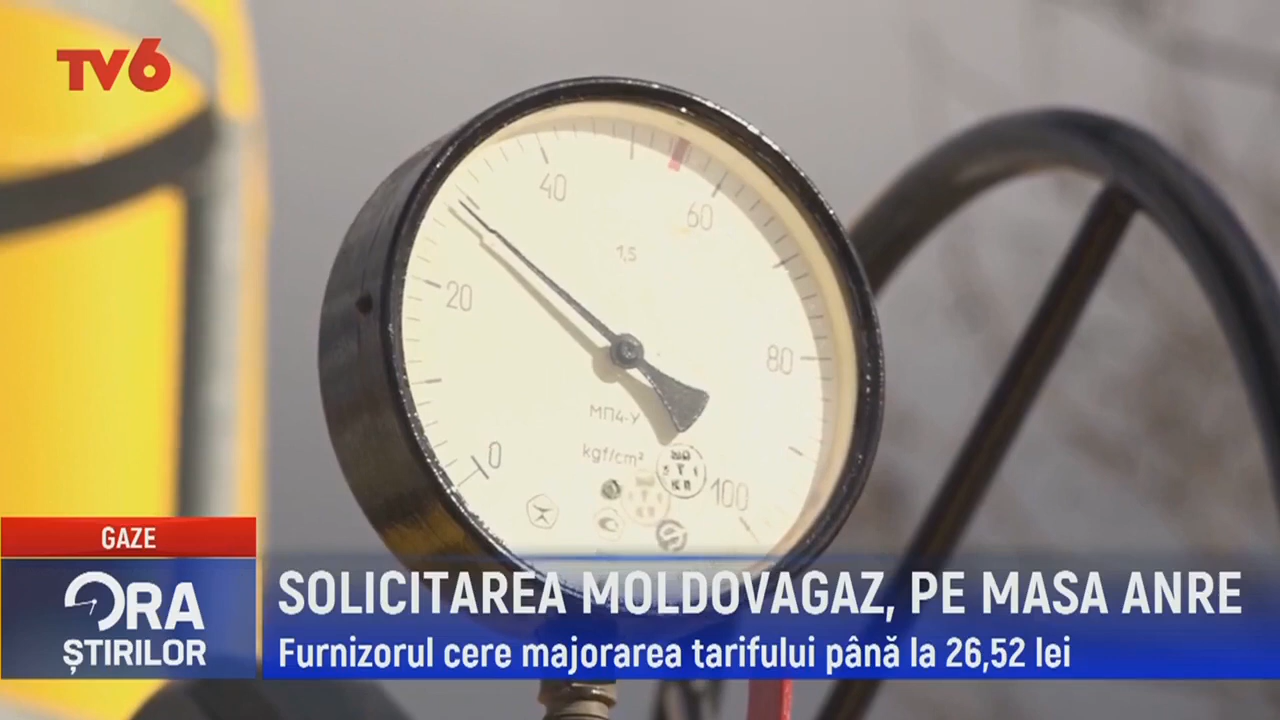 TV6
40
60
1,5
20
80
МП4-У
0
kgf/cm²
100
GAZE
ORA
ȘTIRILOR
SOLICITAREA MOLDOVAGAZ, PE MASA ANRE
Furnizorul cere majorarea tarifului până la 26,52 lei